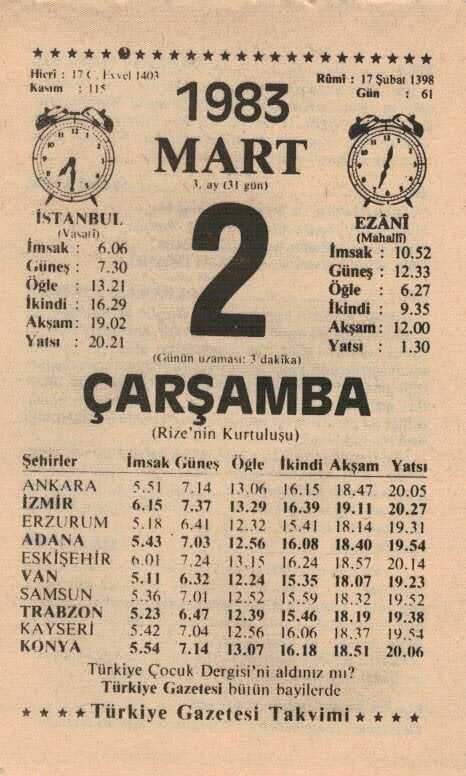 Hicri : 17 C. Evvel 1403
Kasım : 115
Rûmi : 17 Şubat 1398
Gün : 61
1983
MART
3. ay (31 gün)
2
İSTANBUL
(Vasati)
İmsak : 6.06
Güneş : 7.30
Öğle : 13.21
İkindi : 16.29
Akşam : 19.02
Yatsı : 20.21
EZÂNÎ
(Mahallî)
İmsak : 10.52
Güneş : 12.33
Öğle : 6.27
İkindi : 9.35
Akşam : 12.00
Yatsı : 1.30
(Günün uzaması: 3 dakika)
ÇARŞAMBA
(Rize'nin Kurtuluşu)
Şehirler İmsak Güneş Öğle İkindi Akşam Yatsı
ANKARA 5.51 7.14 13.06 16.15 18.47 20.05
İZMİR 6.15 7.37 13.29 16.39 19.11 20.27
ERZURUM 5.18 6.41 12.32 15.41 18.14 19.31
ADANA 5.43 7.03 12.56 16.08 18.40 19.54
ESKİŞEHİR 6.01 7.24 13.15 16.24 18.57 20.14
VAN 5.11 6.32 12.24 15.35 18.07 19.23
SAMSUN 5.36 7.01 12.52 15.59 18.32 19.52
TRABZON 5.23 6.47 12.39 15.46 18.19 19.38
KAYSERİ 5.42 7.04 12.56 16.06 18.37 19.54
KONYA 5.54 7.14 13.07 16.18 18.51 20.06
Türkiye Çocuk Dergisi'ni aldınız mı?
Türkiye Gazetesi bütün bayilerde
★ ★ ★ ★ Türkiye Gazetesi Takvimi ★ ★ ★ ★